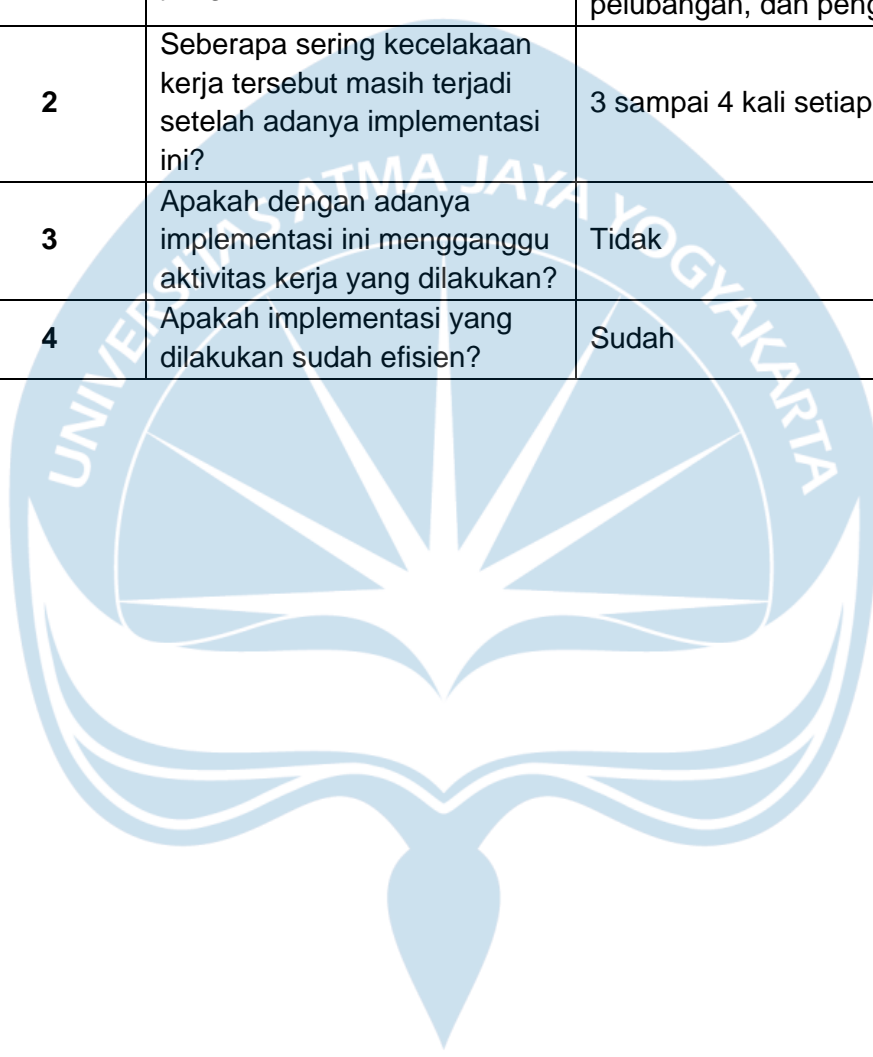 pelubangan, dan
2
Seberapa sering kecelakaan
kerja tersebut masih terjadi
setelah adanya implementasi
ini?
3 sampai 4 kali setiap
3
Apakah dengan adanya
implementasi ini mengganggu
aktivitas kerja yang dilakukan?
Tidak
4
Apakah implementasi yang
dilakukan sudah efisien?
Sudah
UNIVERSITAS ATMA JAYA YOGYAKARTA